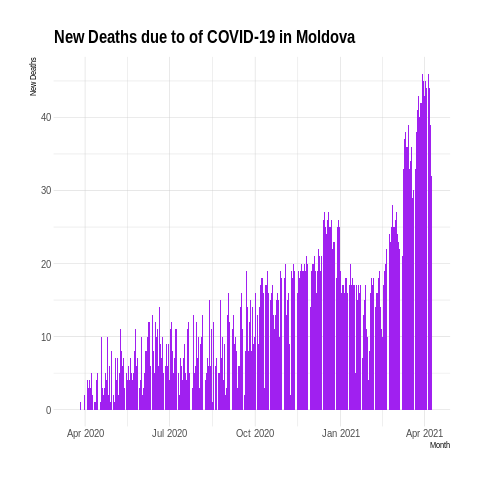 New Deaths due to of COVID-19 in Moldova
New Deaths
40
30
20
10
0
Apr 2020
Jul 2020
Oct 2020
Jan 2021
Apr 2021
Month